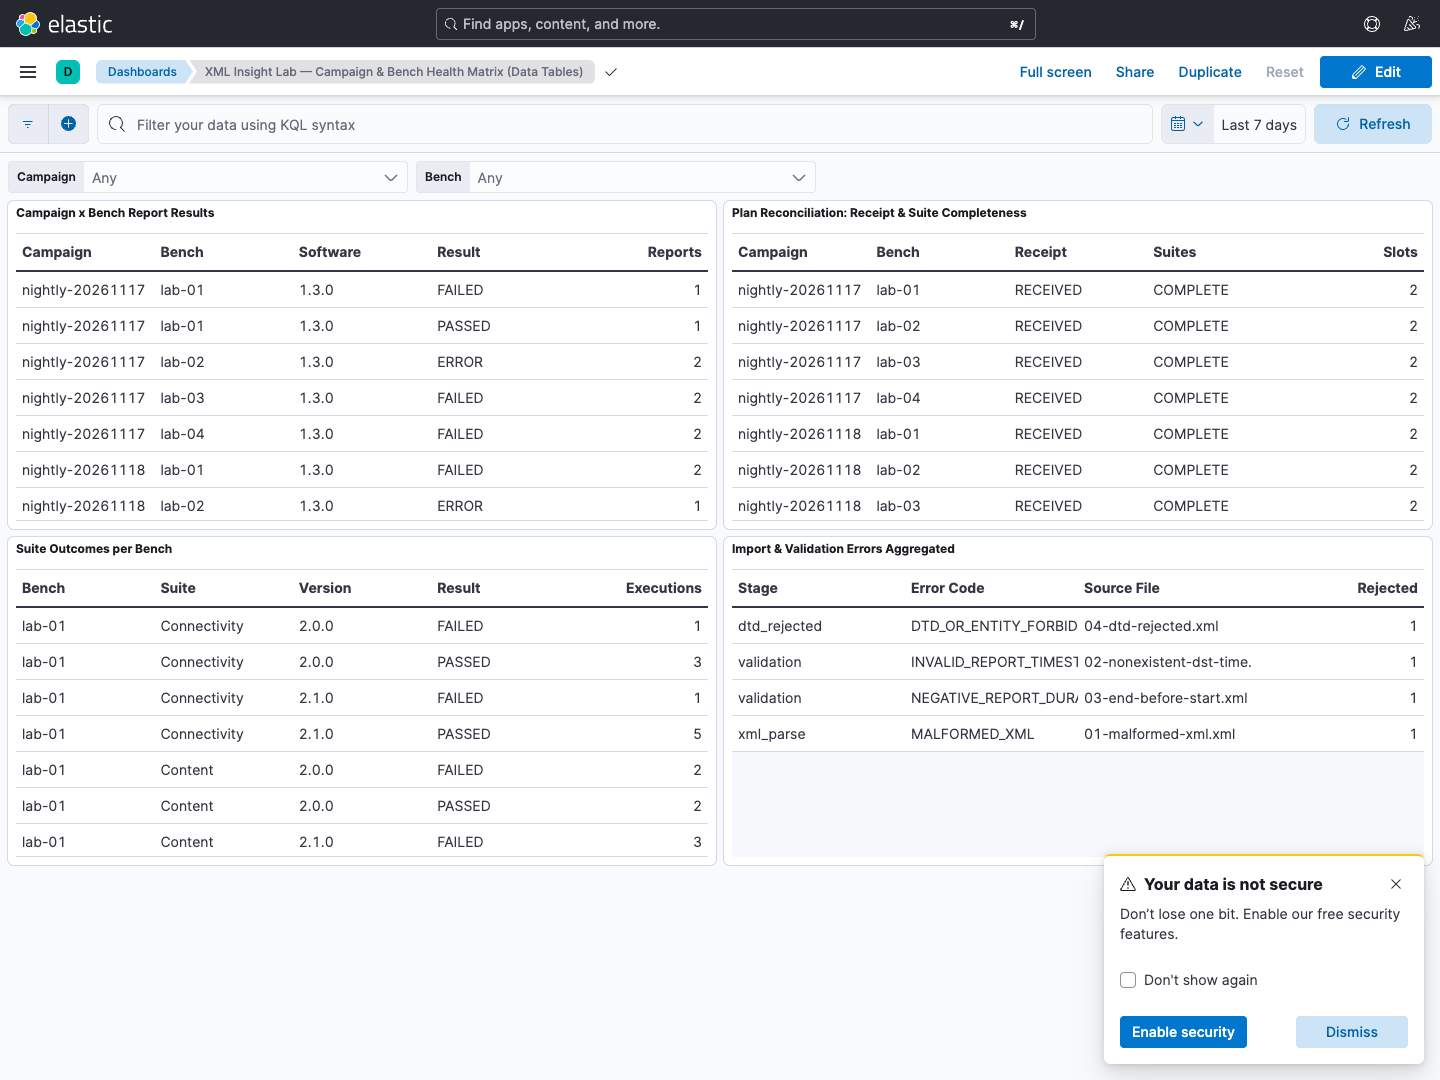 elastic
Find apps, content, and more.
⌘/
D
Dashboards
XML Insight Lab — Campaign & Bench Health Matrix (Data Tables)
Full screen
Share
Duplicate
Reset
Edit
Filter your data using KQL syntax
Last 7 days
Refresh
Campaign
Any
Bench
Any
Campaign x Bench Report Results
Campaign Bench Software Result Reports
nightly-20261117 lab-01 1.3.0 FAILED 1
nightly-20261117 lab-01 1.3.0 PASSED 1
nightly-20261117 lab-02 1.3.0 ERROR 2
nightly-20261117 lab-03 1.3.0 FAILED 2
nightly-20261117 lab-04 1.3.0 FAILED 2
nightly-20261118 lab-01 1.3.0 FAILED 2
nightly-20261118 lab-02 1.3.0 ERROR 1
Plan Reconciliation: Receipt & Suite Completeness
Campaign Bench Receipt Suites Slots
nightly-20261117 lab-01 RECEIVED COMPLETE 2
nightly-20261117 lab-02 RECEIVED COMPLETE 2
nightly-20261117 lab-03 RECEIVED COMPLETE 2
nightly-20261117 lab-04 RECEIVED COMPLETE 2
nightly-20261118 lab-01 RECEIVED COMPLETE 2
nightly-20261118 lab-02 RECEIVED COMPLETE 2
nightly-20261118 lab-03 RECEIVED COMPLETE 2
Suite Outcomes per Bench
Bench Suite Version Result Executions
lab-01 Connectivity 2.0.0 FAILED 1
lab-01 Connectivity 2.0.0 PASSED 3
lab-01 Connectivity 2.1.0 FAILED 1
lab-01 Connectivity 2.1.0 PASSED 5
lab-01 Content 2.0.0 FAILED 2
lab-01 Content 2.0.0 PASSED 2
lab-01 Content 2.1.0 FAILED 3
Import & Validation Errors Aggregated
Stage Error Code Source File Rejected
dtd_rejected DTD_OR_ENTITY_FORBID 04-dtd-rejected.xml 1
validation INVALID_REPORT_TIMEST 02-nonexistent-dst-time. 1
validation NEGATIVE_REPORT_DURA 03-end-before-start.xml 1
xml_parse MALFORMED_XML 01-malformed-xml.xml 1
Your data is not secure
Don’t lose one bit. Enable our free security
features.
Don't show again
Enable security
Dismiss